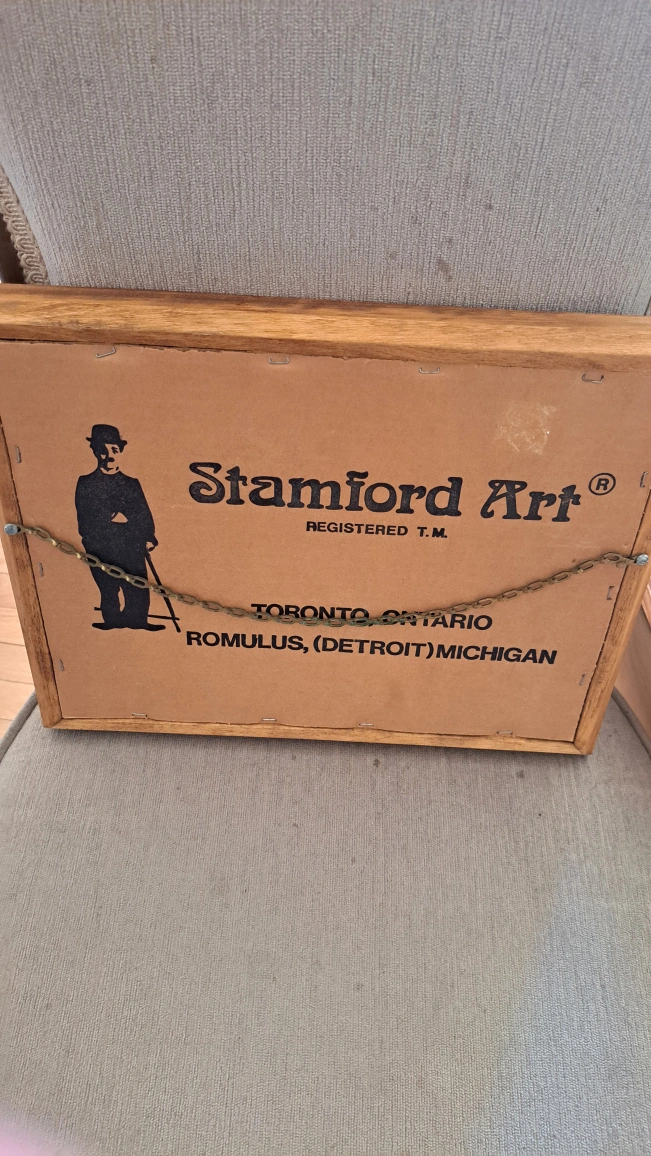 Stamford Art ®
REGISTERED T.M.
TORONTO, ONTARIO
ROMULUS, (DETROIT) MICHIGAN